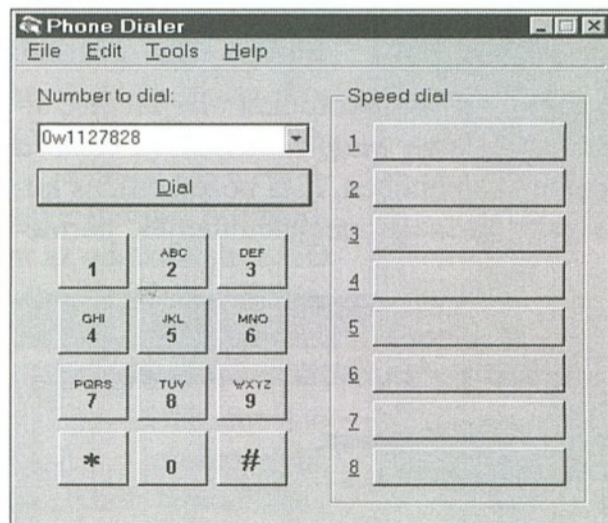 Phone Dialer
File Edit Tools Help
Number to dial:
0w1127828
Dial
1
ABC
2
DEF
3
GHI
4
JKL
5
MNO
6
PQRS
7
TUV
8
WXYZ
9
*
0
#
Speed dial
1
2
3
4
5
6
7
8